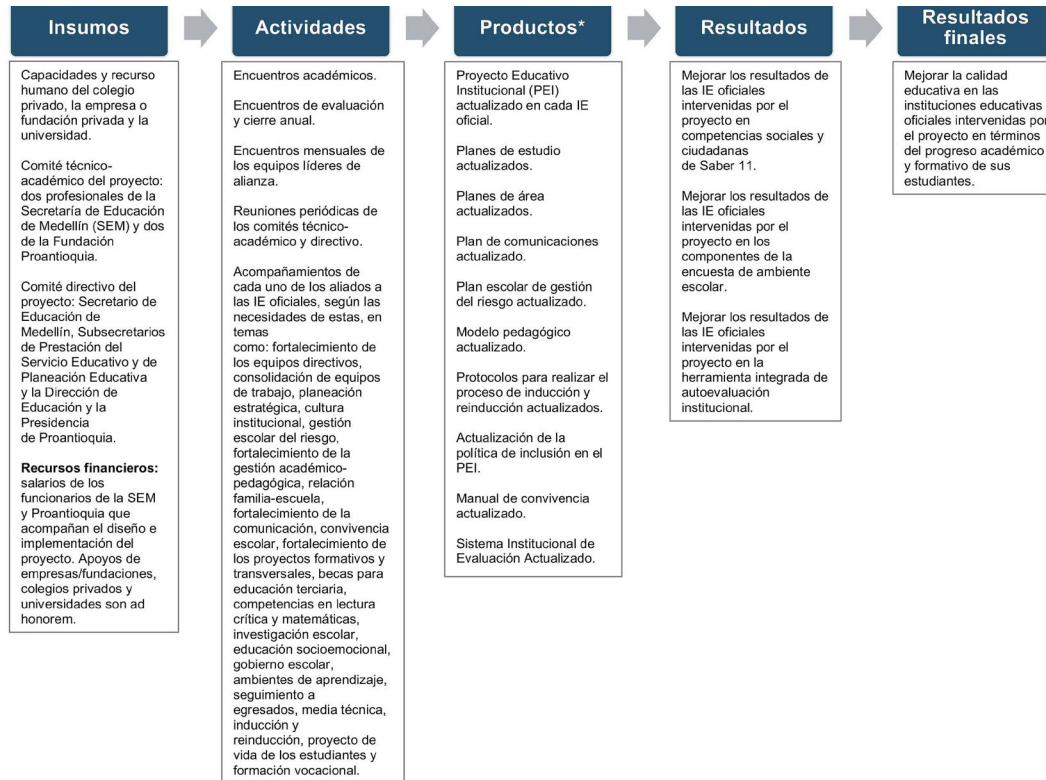 Insumos
Capacidades y recurso
humano del colegio
privado, la empresa o
fundación privada y la
universidad.
Comité técnico-
académico del proyecto:
dos profesionales de la
Secretaría de Educación
de Medellín (SEM) y dos
de la Fundación
Proantioquia.
Comité directivo del
proyecto: Secretario de
Educación de
Medellín, Subsecretarios
de Prestación del
Servicio Educativo y de
Planeación Educativa
y la Dirección de
Educación y la
Presidencia
de Proantioquia.
Recursos financieros:
salarios de los
funcionarios de la SEM
y Proantioquia que
acompañan el diseño e
implementación del
proyecto. Apoyos de
empresas/fundaciones,
colegios privados y
universidades son ad
honorem.
Actividades
Encuentros académicos.
Encuentros de evaluación
y cierre anual.
Encuentros mensuales de
los equipos líderes de
alianza.
Reuniones periódicas de
los comités técnico-
académico y directivo.
Acompañamientos de
cada uno de los aliados a
las IE oficiales, según las
necesidades de estas, en
temas
como: fortalecimiento de
los equipos directivos,
consolidación de equipos
de trabajo, planeación
estratégica, cultura
institucional, gestión
escolar del riesgo,
fortalecimiento de la
gestión académico-
pedagógica, relación
familia-escuela,
fortalecimiento de la
comunicación, convivencia
escolar, fortalecimiento de
los proyectos formativos y
transversales, becas para
educación terciaria,
competencias en lectura
crítica y matemáticas,
investigación escolar,
educación socioemocional,
gobierno escolar,
ambientes de aprendizaje,
seguimiento a
egresados, media técnica,
inducción y
reinducción, proyecto de
vida de los estudiantes y
formación vocacional.
Productos*
Proyecto Educativo
Institucional (PEI)
actualizado en cada IE
oficial.
Planes de estudio
actualizados.
Planes de área
actualizados.
Plan de comunicaciones
actualizado.
Plan escolar de gestión
del riesgo actualizado.
Modelo pedagógico
actualizado.
Protocolos para realizar el
proceso de inducción y
reinducción actualizados.
Actualización de la
política de inclusión en el
PEI.
Manual de convivencia
actualizado.
Sistema Institucional de
Evaluación Actualizado.
Resultados
Mejorar los resultados de
las IE oficiales
intervenidas por el
proyecto en
competencias sociales y
ciudadanas
de Saber 11.
Mejorar los resultados de
las IE oficiales
intervenidas por el
proyecto en los
componentes de la
encuesta de ambiente
escolar.
Mejorar los resultados de
las IE oficiales
intervenidas por el
proyecto en la
herramienta integrada de
autoevaluación
institucional.
Resultados
finales
Mejorar la calidad
educativa en las
instituciones educativas
oficiales intervenidas por
el proyecto en términos
del progreso académico
y formativo de sus
estudiantes.